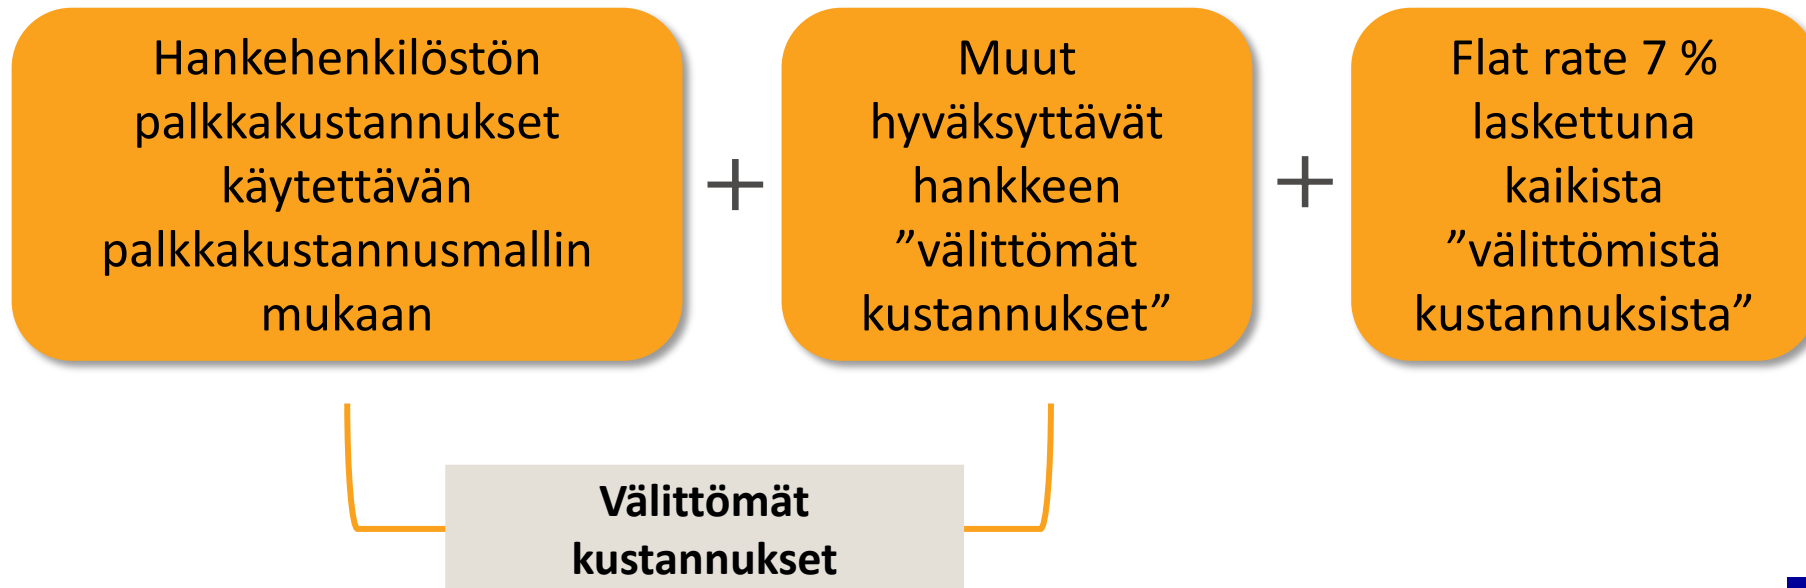 Hankehenkilöstön
palkkakustannukset
käytettävän
palkkakustannusmallin
mukaan
+
Muut
hyväksyttävät
hankkeen
”välittömät
kustannukset”
+
Flat rate 7 %
laskettuna
kaikista
”välittömistä
kustannuksista”
Välittömät
kustannukset